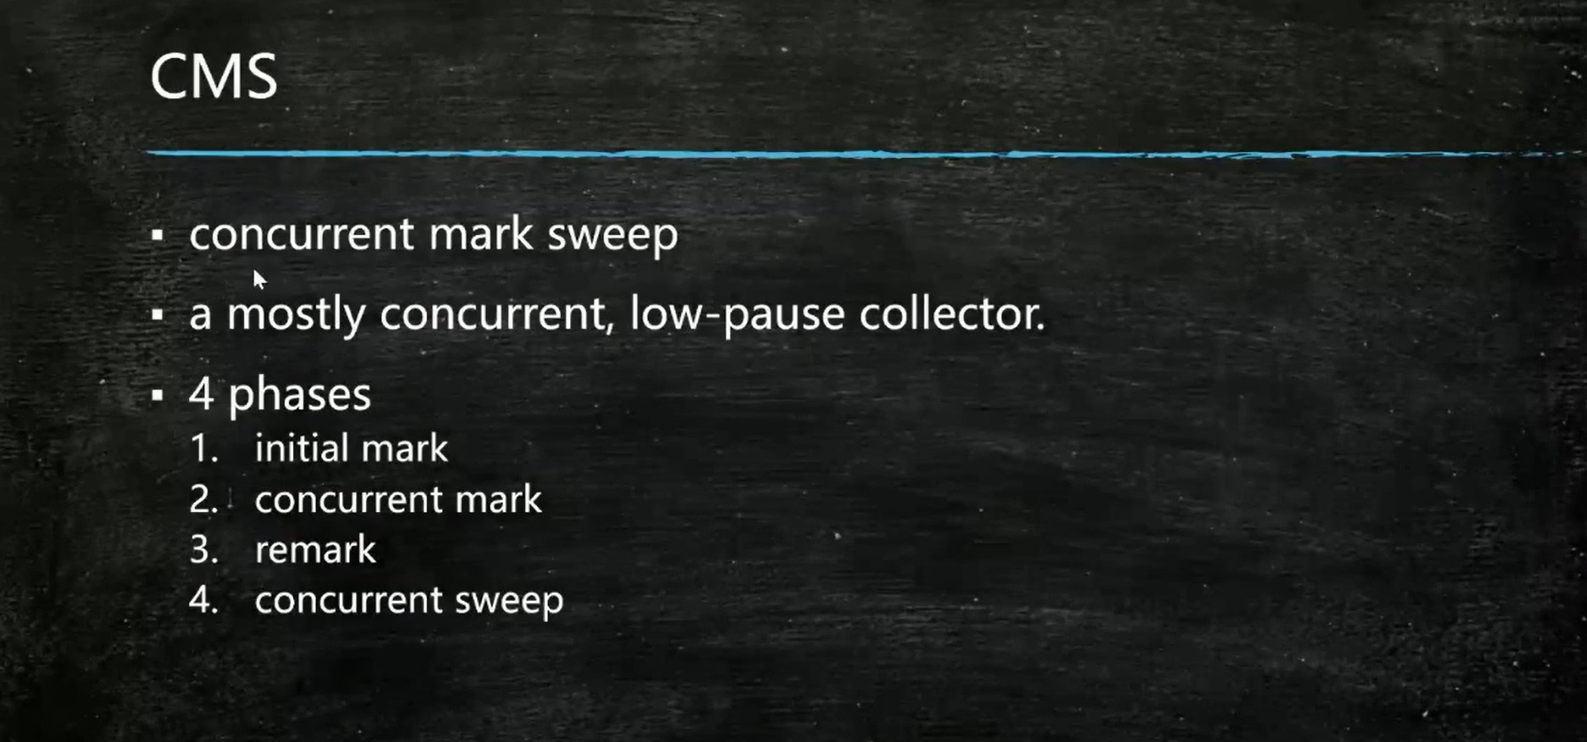 CMS
▪ concurrent mark sweep
▪ a mostly concurrent, low-pause collector.
▪ 4 phases
1. initial mark
2. concurrent mark
3. remark
4. concurrent sweep